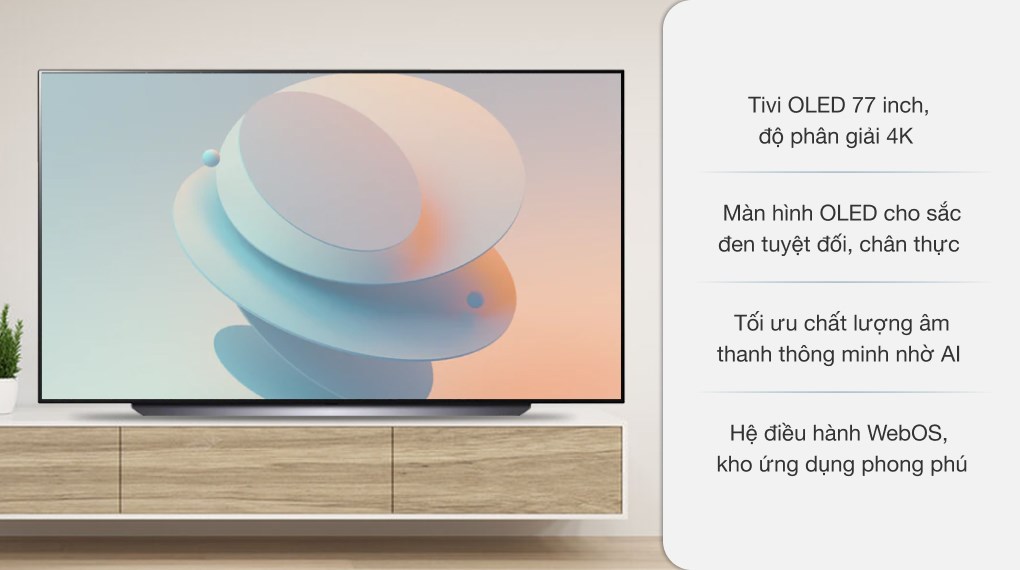 Tivi OLED 77 inch,
độ phân giải 4K
Màn hình OLED cho sắc
đen tuyệt đối, chân thực
Tối ưu chất lượng âm
thanh thông minh nhờ AI
Hệ điều hành WebOS,
kho ứng dụng phong phú